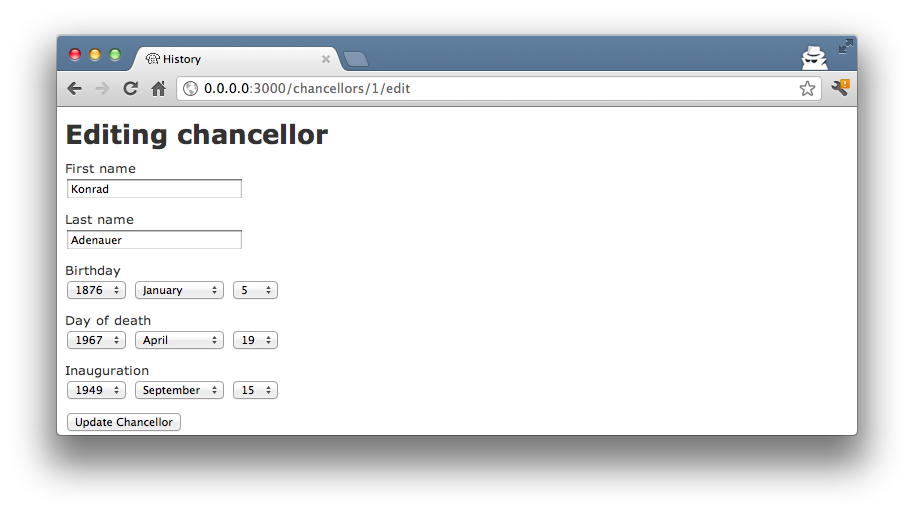 History
0.0.0.0:3000/chancellors/1/edit
Editing chancellor
First name
Konrad
Last name
Adenauer
Birthday
1876 January 5
Day of death
1967 April 19
Inauguration
1949 September 15
Update Chancellor